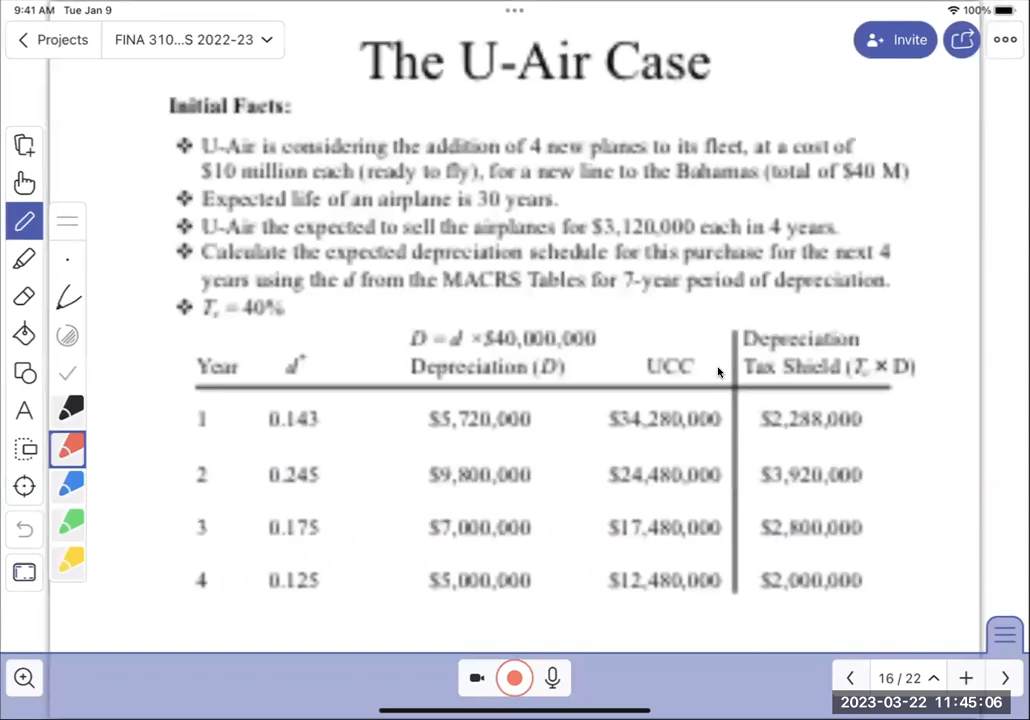 9:41 AM Tue Jan 9
100%
Projects
FINA 310...S 2022-23
Invite
The U-Air Case
Initial Facts:
❖ U-Air is considering the addition of 4 new planes to its fleet, at a cost of
$10 million each (ready to fly), for a new line to the Bahamas (total of $40 M)
❖ Expected life of an airplane is 30 years.
❖ U-Air the expected to sell the airplanes for $3,120,000 each in 4 years.
❖ Calculate the expected depreciation schedule for this purchase for the next 4
years using the d from the MACRS Tables for 7-year period of depreciation.
❖ Tc = 40%
D = d ×$40,000,000 Depreciation
Year d* Depreciation (D) UCC Tax Shield (Tc × D)
1 0.143 $5,720,000 $34,280,000 $2,288,000
2 0.245 $9,800,000 $24,480,000 $3,920,000
3 0.175 $7,000,000 $17,480,000 $2,800,000
4 0.125 $5,000,000 $12,480,000 $2,000,000
A
16 / 22
2023-03-22 11:45:06